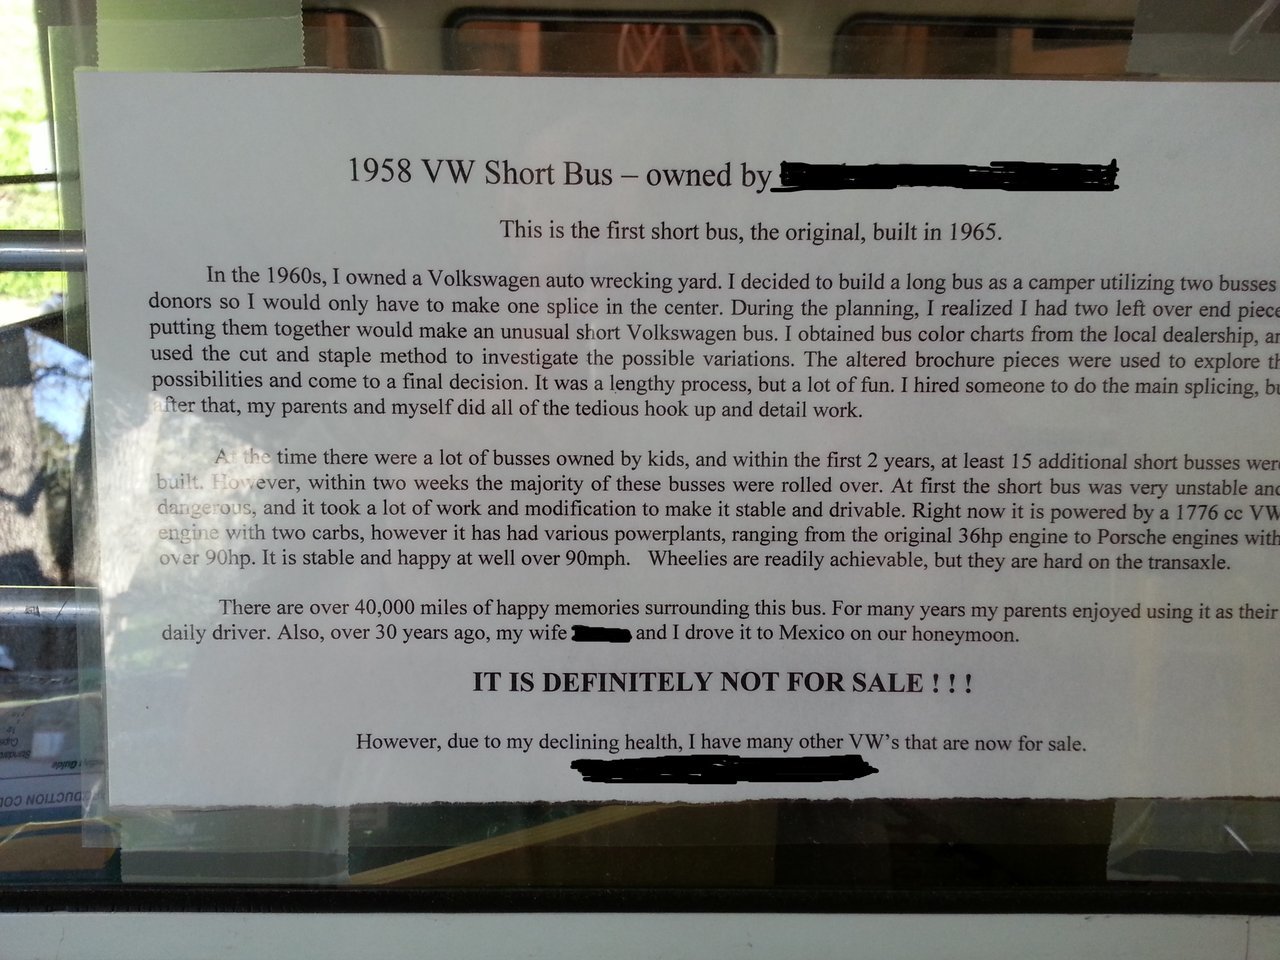 1958 VW Short Bus – owned by
This is the first short bus, the original, built in 1965.
In the 1960s, I owned a Volkswagen auto wrecking yard. I decided to build a long bus as a camper utilizing two busses
donors so I would only have to make one splice in the center. During the planning, I realized I had two left over end piece
putting them together would make an unusual short Volkswagen bus. I obtained bus color charts from the local dealership, an
used the cut and staple method to investigate the possible variations. The altered brochure pieces were used to explore th
possibilities and come to a final decision. It was a lengthy process, but a lot of fun. I hired someone to do the main splicing, bu
after that, my parents and myself did all of the tedious hook up and detail work.
At the time there were a lot of busses owned by kids, and within the first 2 years, at least 15 additional short busses were
built. However, within two weeks the majority of these busses were rolled over. At first the short bus was very unstable and
dangerous, and it took a lot of work and modification to make it stable and drivable. Right now it is powered by a 1776 cc VW
engine with two carbs, however it has had various powerplants, ranging from the original 36hp engine to Porsche engines with
over 90hp. It is stable and happy at well over 90mph. Wheelies are readily achievable, but they are hard on the transaxle.
There are over 40,000 miles of happy memories surrounding this bus. For many years my parents enjoyed using it as their
daily driver. Also, over 30 years ago, my wife and I drove it to Mexico on our honeymoon.
IT IS DEFINITELY NOT FOR SALE ! ! !
However, due to my declining health, I have many other VW's that are now for sale.